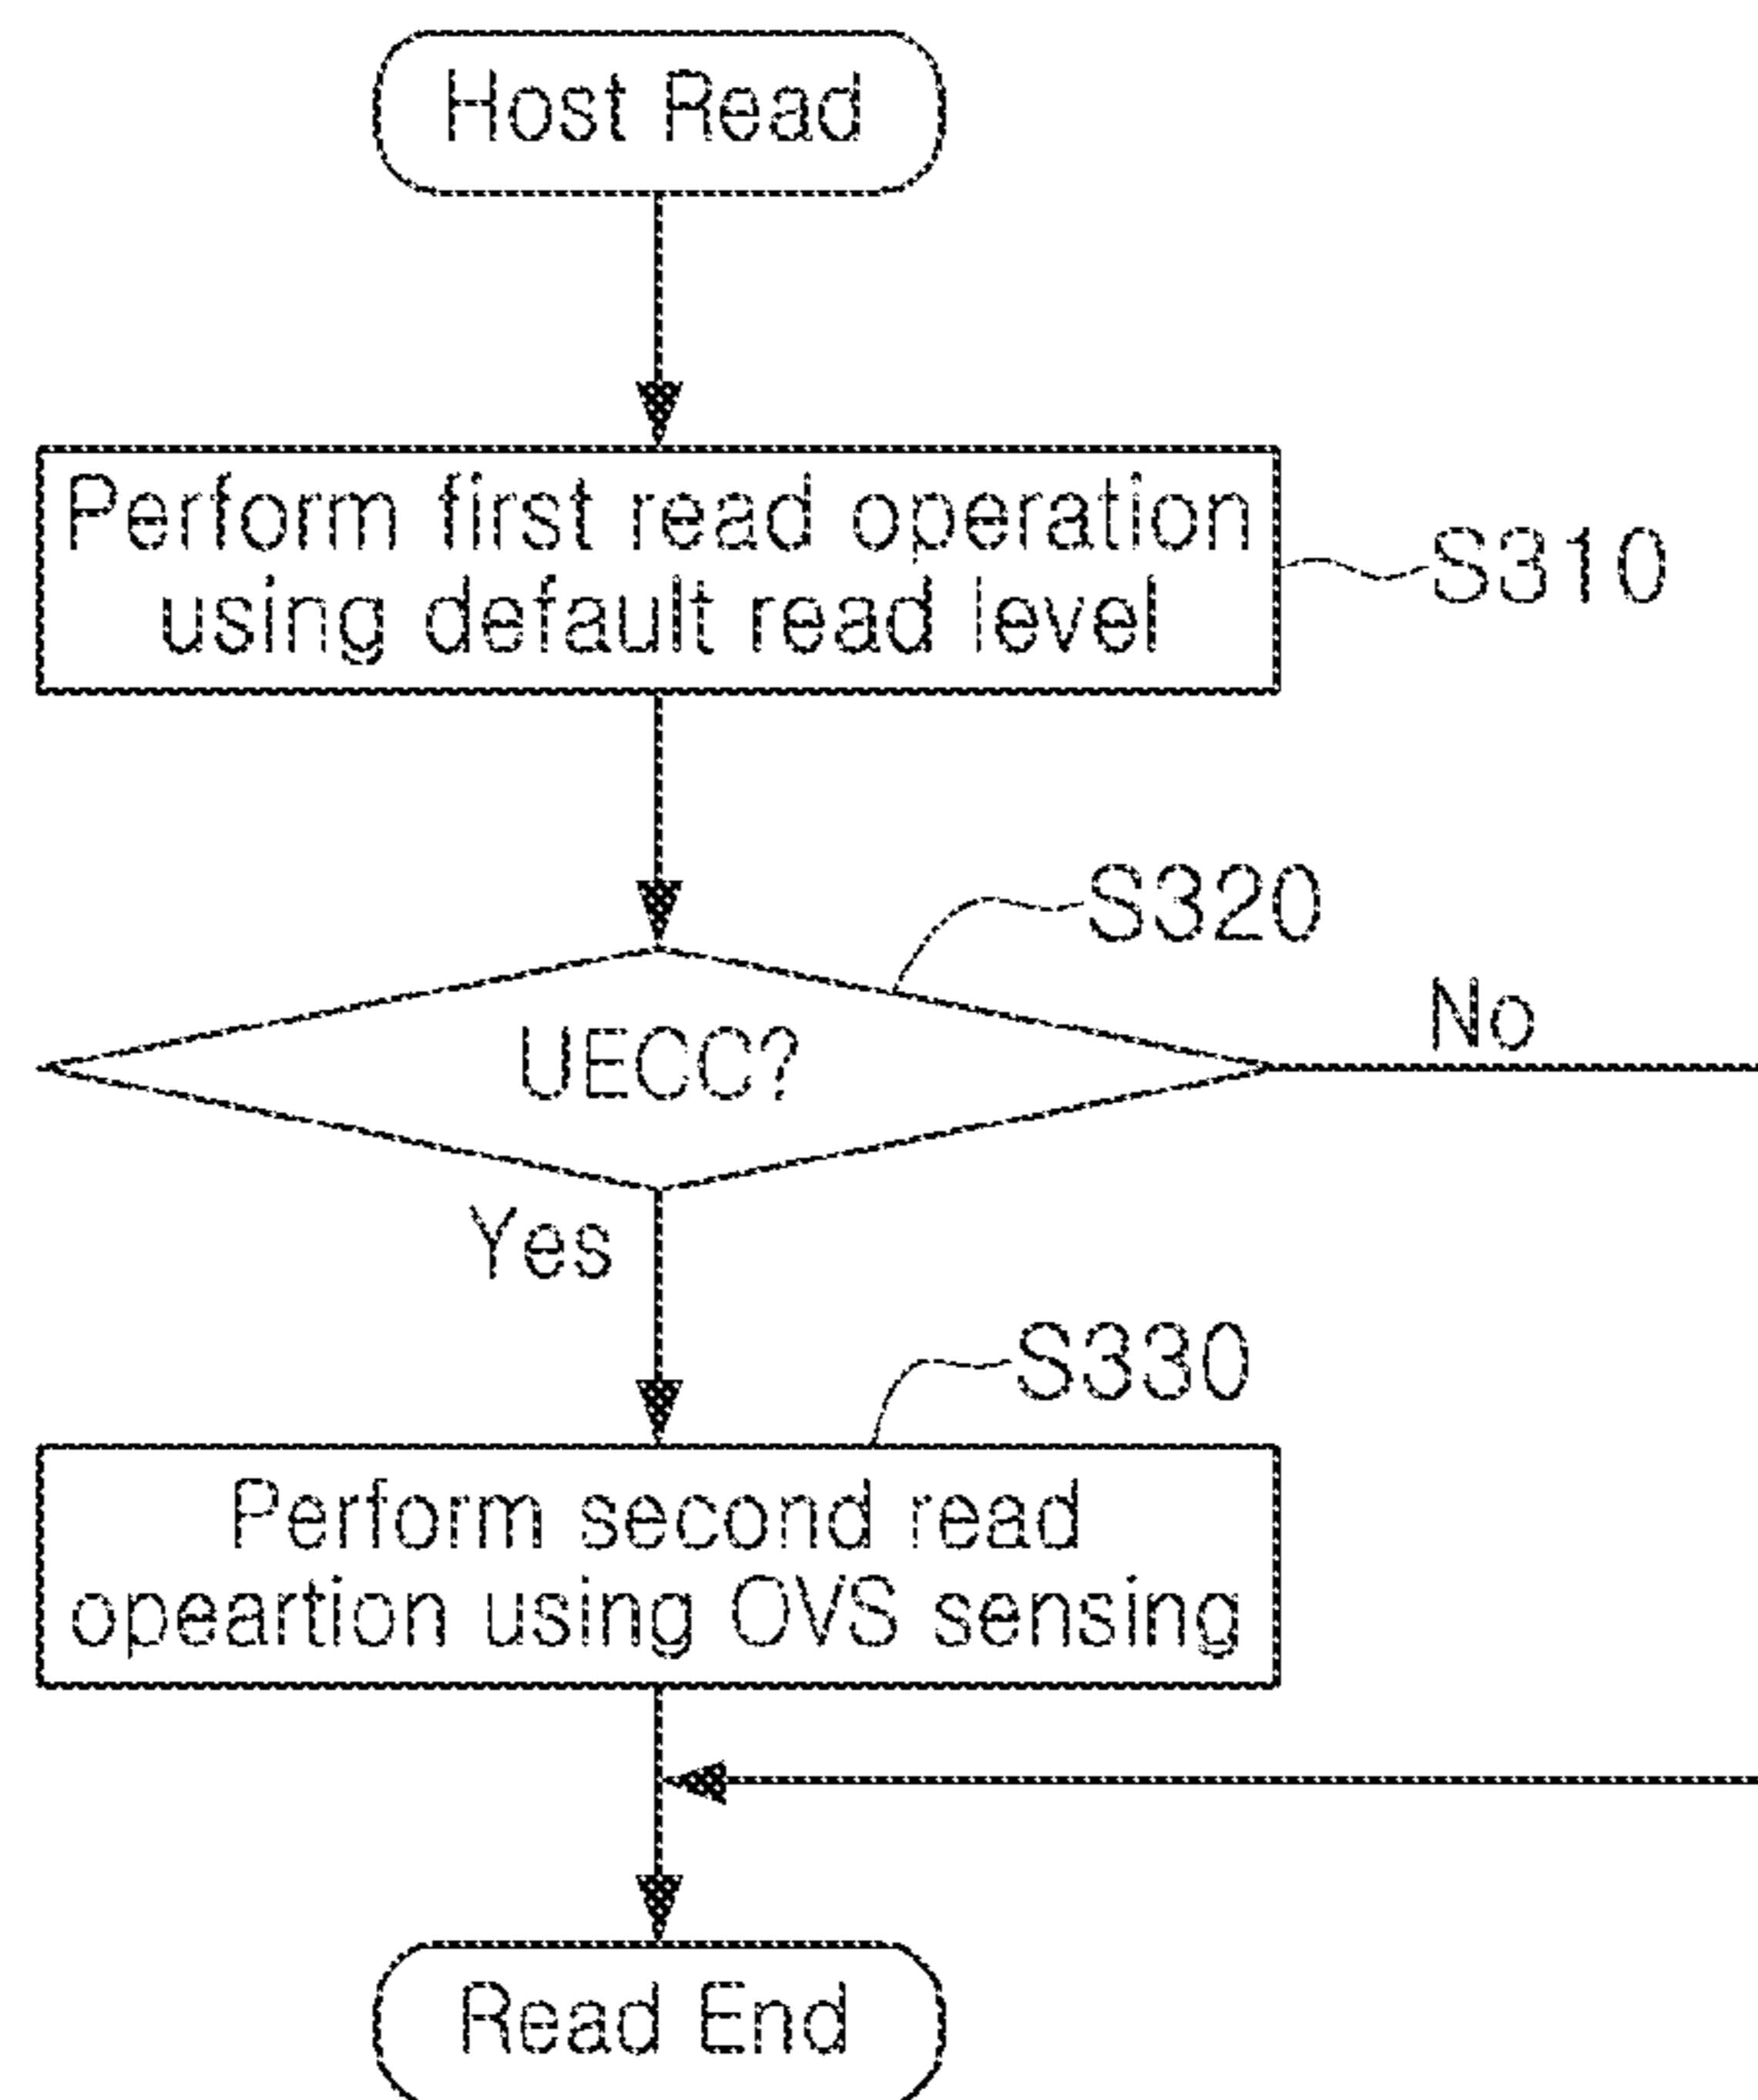 Host Read
Perform first read operation
using default read level
S310
S320
UECC?
No
Yes
S330
Perform second read
opeartion using OVS sensing
Read End